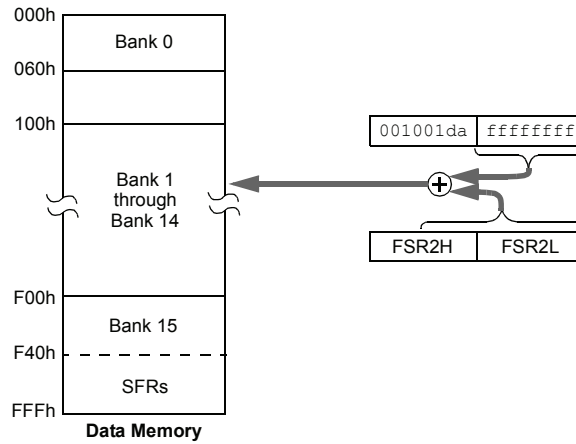 000h
Bank 0
060h
100h
001001da ffffffff
Bank 1
through
Bank 14
FSR2H FSR2L
F00h
Bank 15
F40h
SFRs
FFFh
Data Memory